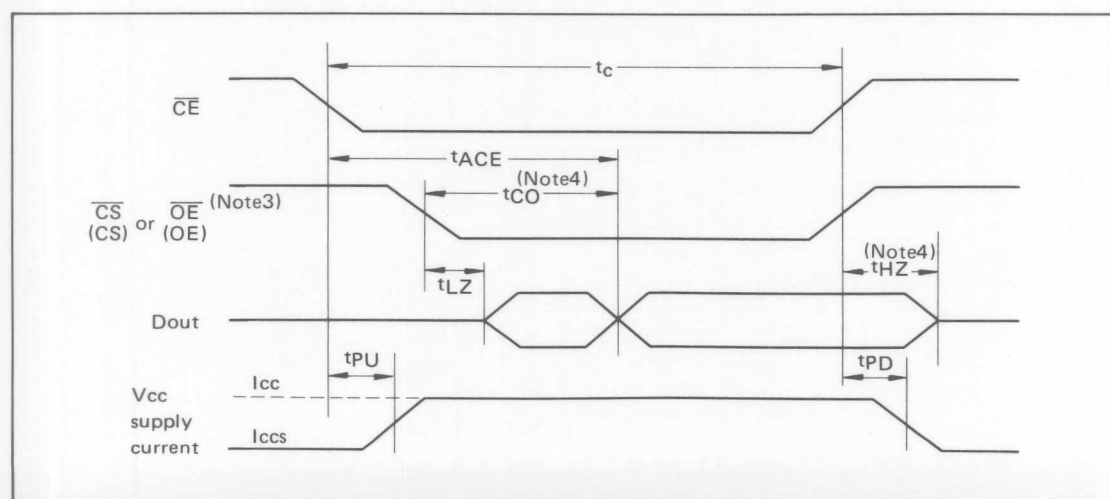 tC
CE
tACE
(Note4)
tCO
CS or OE (Note3)
(CS) (OE)
(Note4)
tHZ
tLZ
Dout
tPU
tPD
Icc
Vcc
supply
current
Iccs